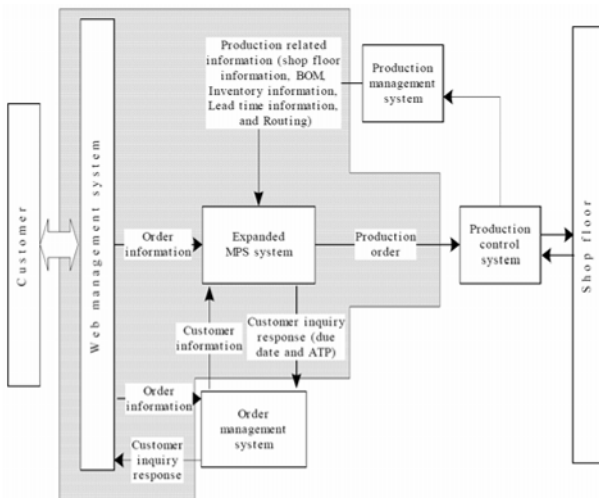 Production related
information (shop floor
information, BOM,
Inventory information,
Lead time information,
and Routing)
Production
management
system
Customer
Web management system
Order
information
Expanded
MPS system
Production
order
Production
control
system
Shop floor
Customer
information
Customer inquiry
response (due
date and ATP)
Order
information
Order
management
system
Customer
inquiry
response